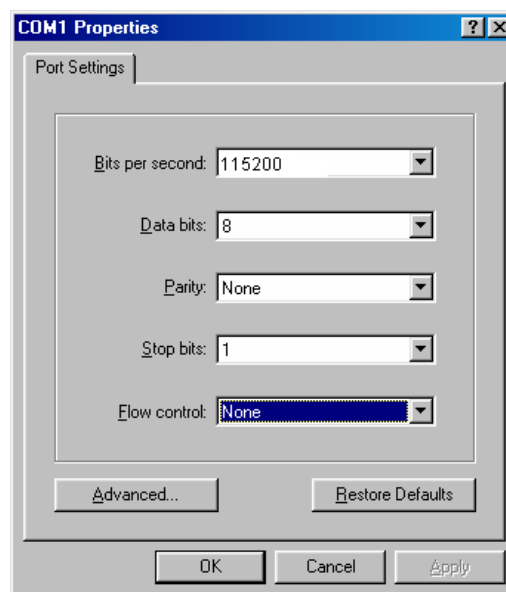 COM1 Properties
Port Settings
Bits per second: 115200
Data bits: 8
Parity: None
Stop bits: 1
Flow control: None
Advanced... Restore Defaults
OK Cancel Apply